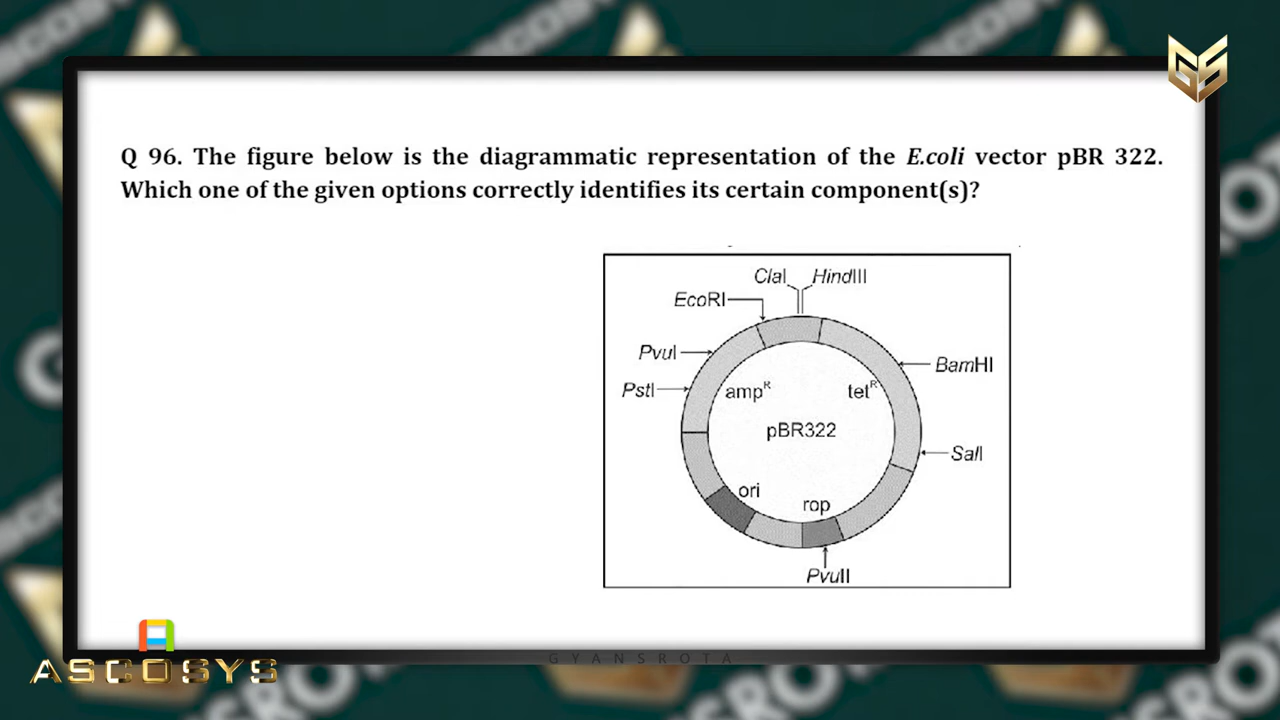 Q 96. The figure below is the diagrammatic representation of the E.coli vector pBR 322.
Which one of the given options correctly identifies its certain component(s)?
ClaI HindIII
EcoRI
PvuI
BamHI
PstI
ampᴿ tetᴿ
pBR322
SalI
ori
rop
PvuII
GYANSROTA
ASCOSYS